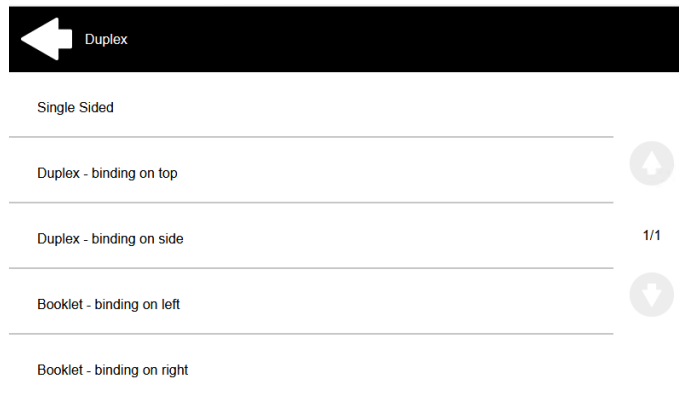 Duplex
Single Sided
Duplex - binding on top
Duplex - binding on side
1/1
Booklet - binding on left
Booklet - binding on right